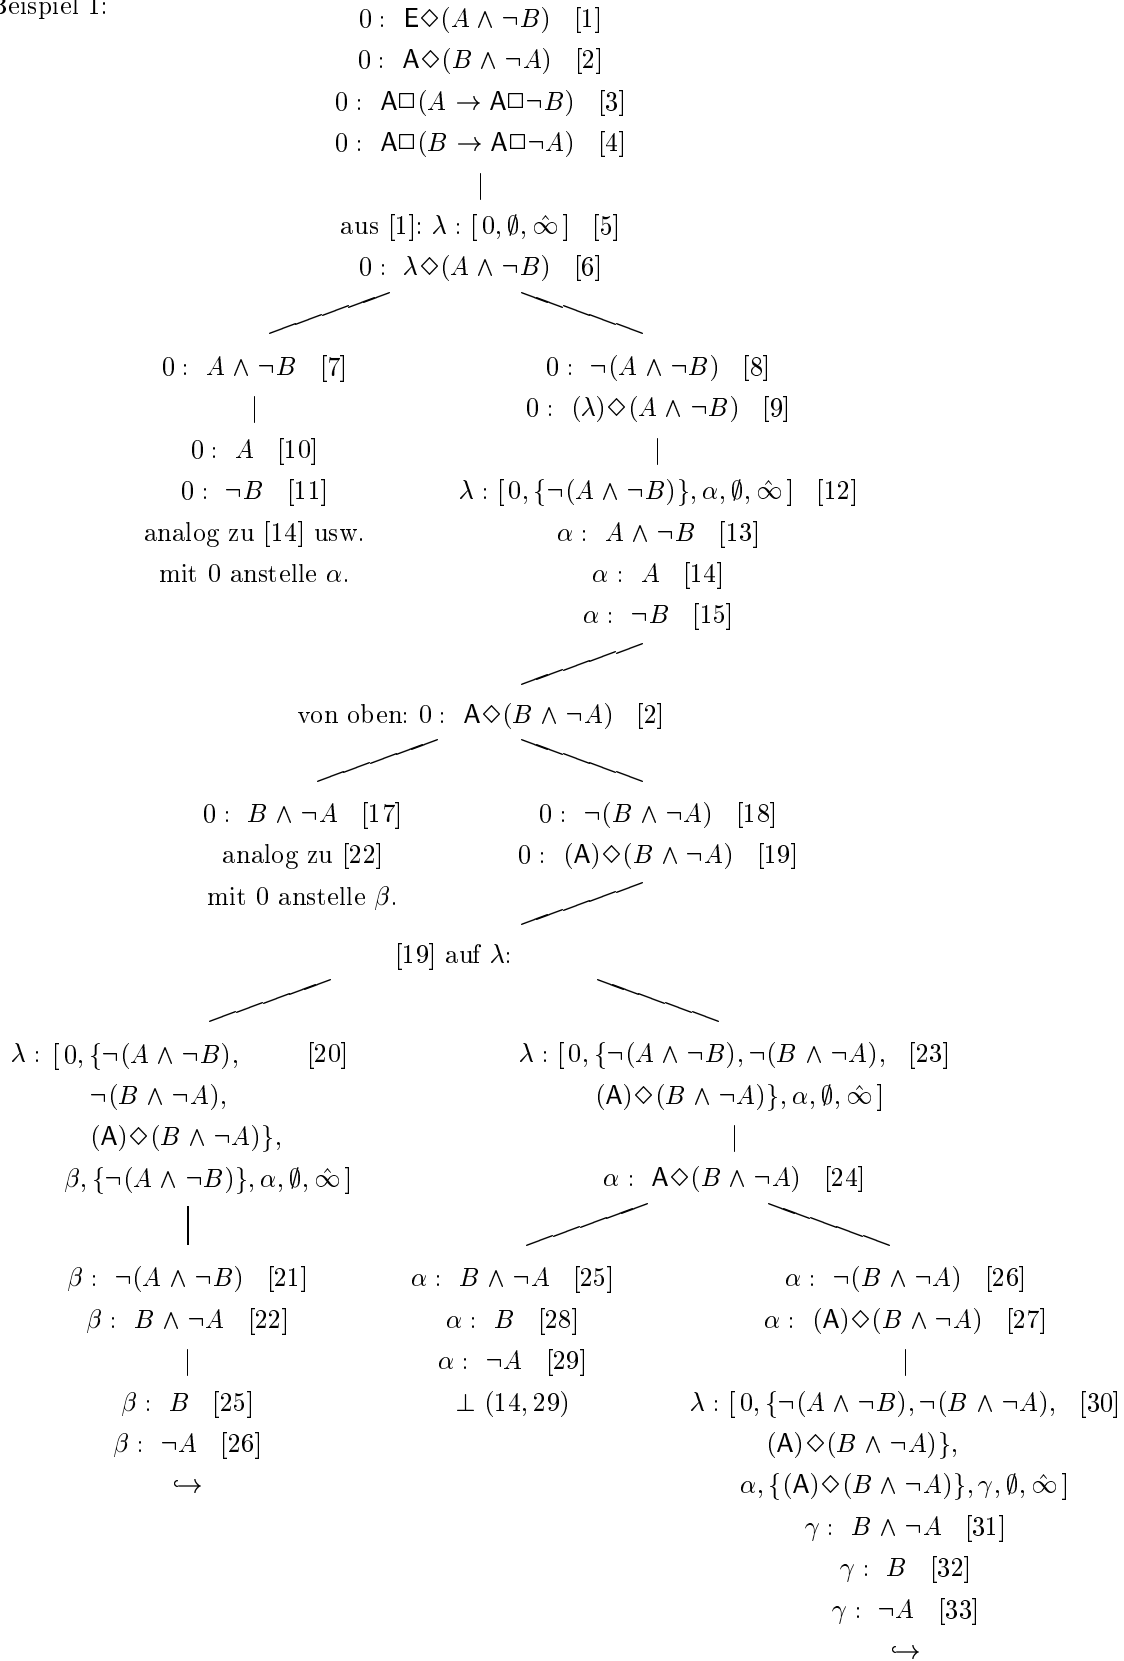 Beispiel 1:
0 : E◇(A ∧ ¬B) [1]
0 : A◇(B ∧ ¬A) [2]
0 : A□(A → A□¬B) [3]
0 : A□(B → A□¬A) [4]
aus [1]: λ : [ 0, ∅, ∞̂ ] [5]
0 : λ◇(A ∧ ¬B) [6]
0 : A ∧ ¬B [7]
0 : ¬(A ∧ ¬B) [8]
0 : (λ)◇(A ∧ ¬B) [9]
0 : A [10]
0 : ¬B [11]
analog zu [14] usw.
mit 0 anstelle α.
λ : [ 0, {¬(A ∧ ¬B)}, α, ∅, ∞̂ ] [12]
α : A ∧ ¬B [13]
α : A [14]
α : ¬B [15]
von oben: 0 : A◇(B ∧ ¬A) [2]
0 : B ∧ ¬A [17]
analog zu [22]
mit 0 anstelle β.
0 : ¬(B ∧ ¬A) [18]
0 : (A)◇(B ∧ ¬A) [19]
[19] auf λ:
λ : [ 0, {¬(A ∧ ¬B), [20]
¬(B ∧ ¬A),
(A)◇(B ∧ ¬A)},
β, {¬(A ∧ ¬B)}, α, ∅, ∞̂ ]
λ : [ 0, {¬(A ∧ ¬B), ¬(B ∧ ¬A), [23]
(A)◇(B ∧ ¬A)}, α, ∅, ∞̂ ]
α : A◇(B ∧ ¬A) [24]
β : ¬(A ∧ ¬B) [21]
β : B ∧ ¬A [22]
β : B [25]
β : ¬A [26]
↪
α : B ∧ ¬A [25]
α : B [28]
α : ¬A [29]
⊥ (14, 29)
α : ¬(B ∧ ¬A) [26]
α : (A)◇(B ∧ ¬A) [27]
λ : [ 0, {¬(A ∧ ¬B), ¬(B ∧ ¬A), [30]
(A)◇(B ∧ ¬A)},
α, {(A)◇(B ∧ ¬A)}, γ, ∅, ∞̂ ]
γ : B ∧ ¬A [31]
γ : B [32]
γ : ¬A [33]
↪